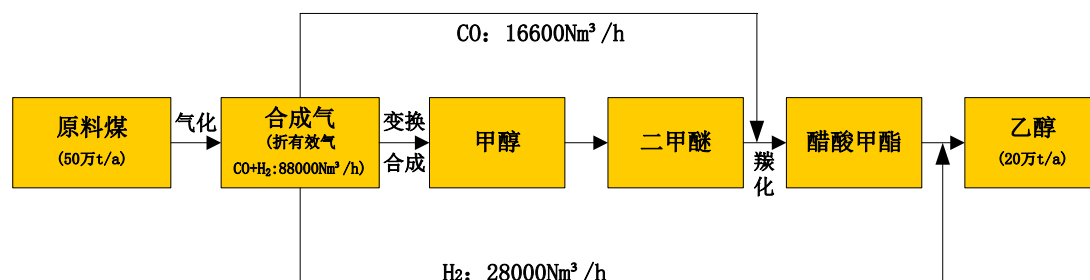 CO: 16600Nm³/h
原料煤
(50万t/a)
气化
合成气
(折有效气
CO+H₂:88000Nm³/h)
变换
合成
甲醇
二甲醚
羰化
醋酸甲酯
乙醇
(20万t/a)
H₂: 28000Nm³/h